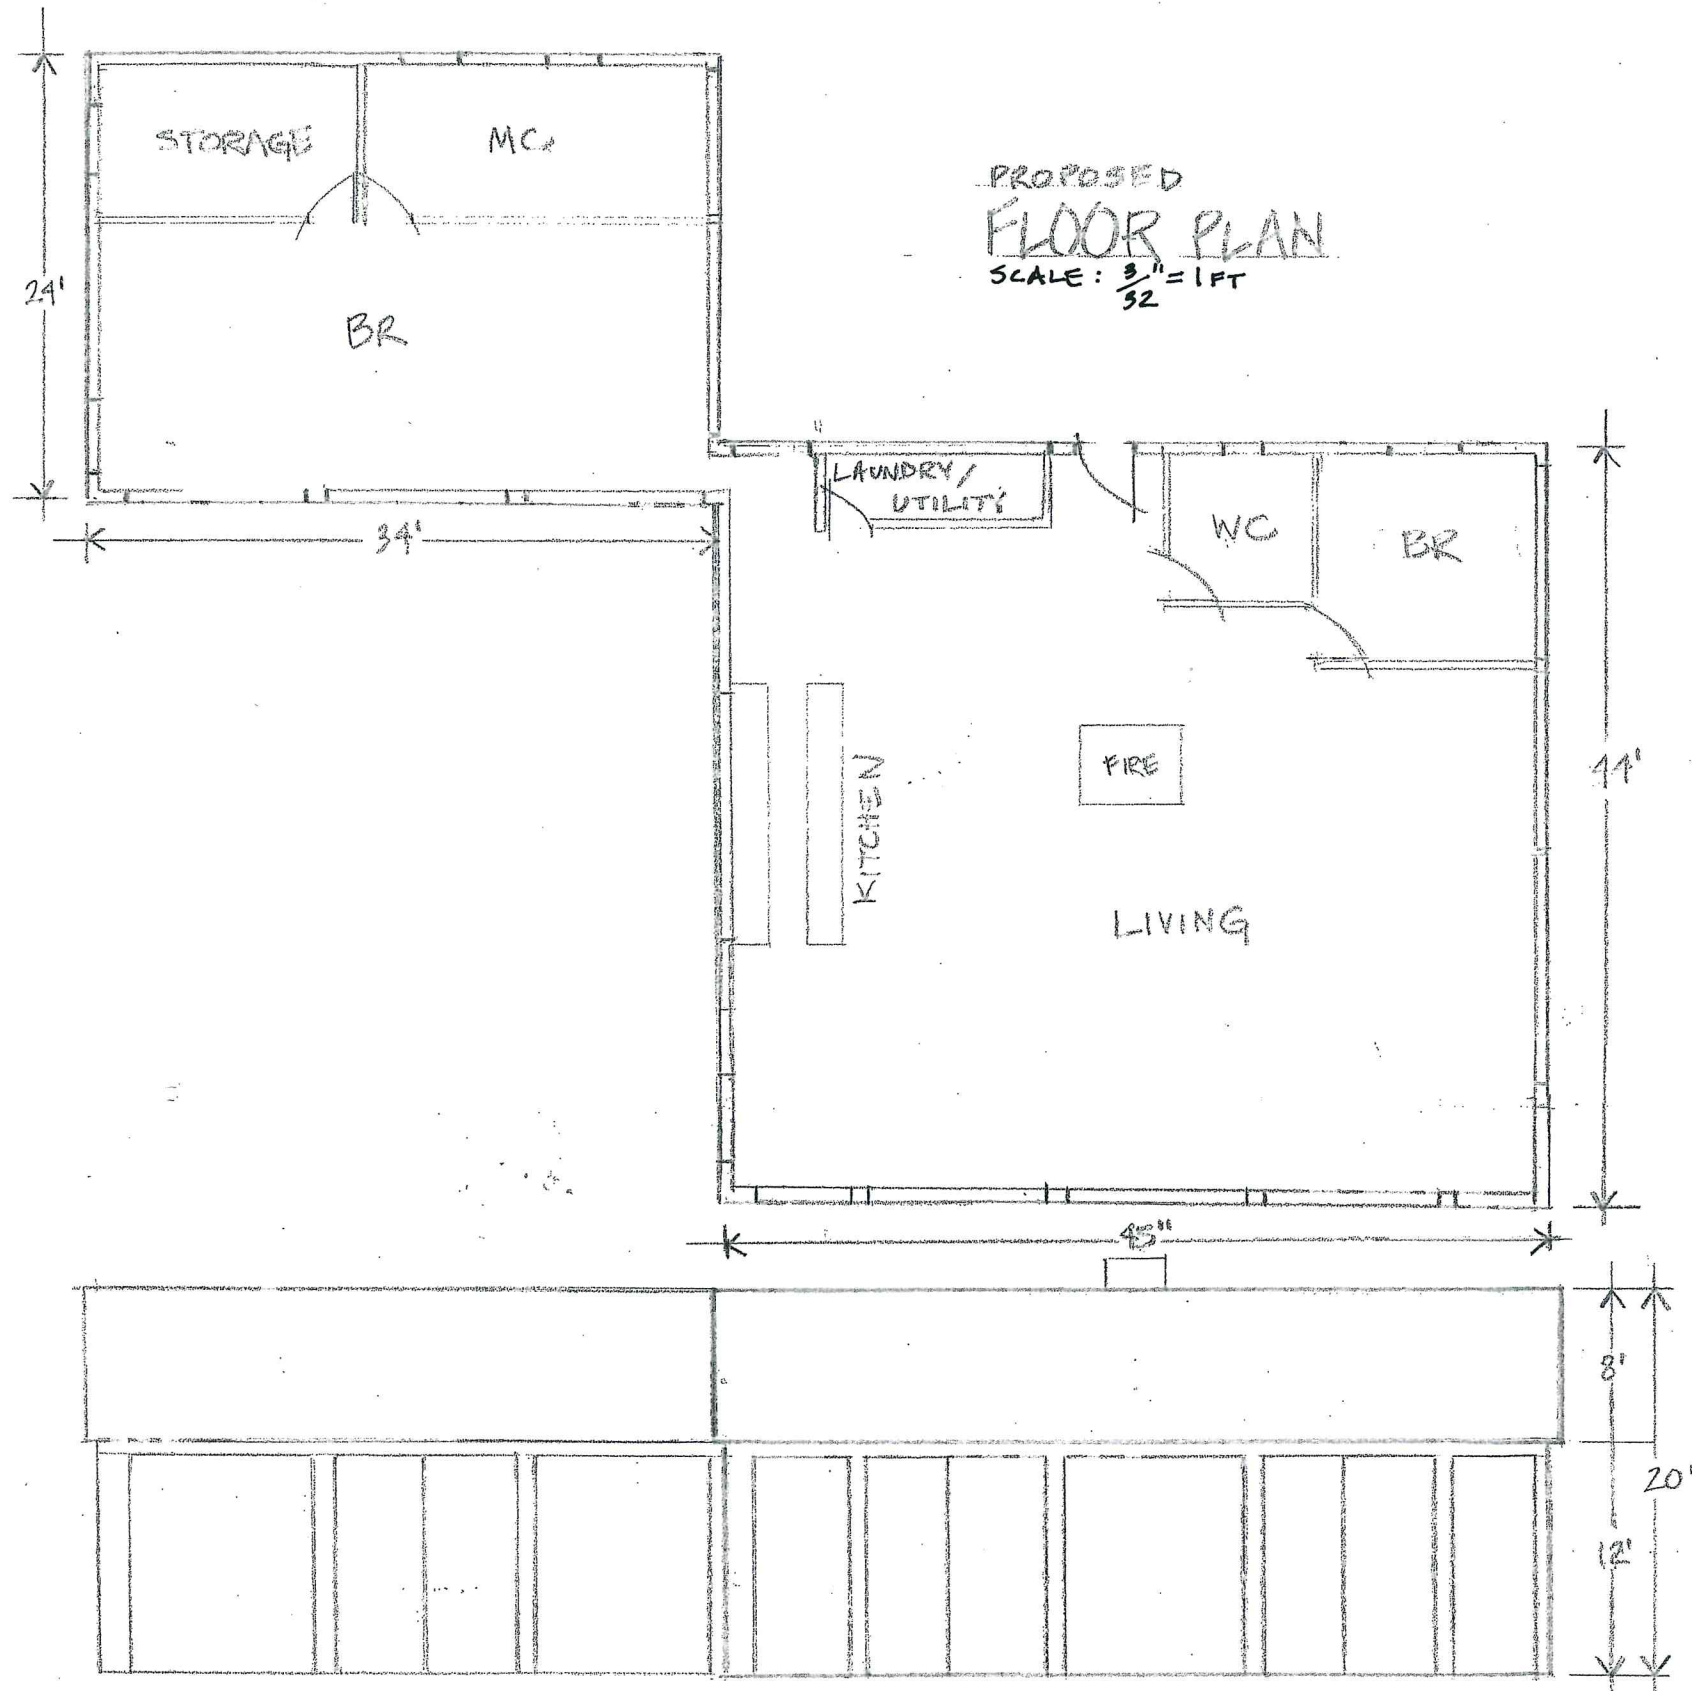 STORAGE
MC
PROPOSED
FLOOR PLAN
SCALE: 3/32" = 1 FT
24'
BR
LAUNDRY/
UTILITY
WC
BR
34'
FIRE
44'
KITCHEN
LIVING
45"
8'
20'
12'